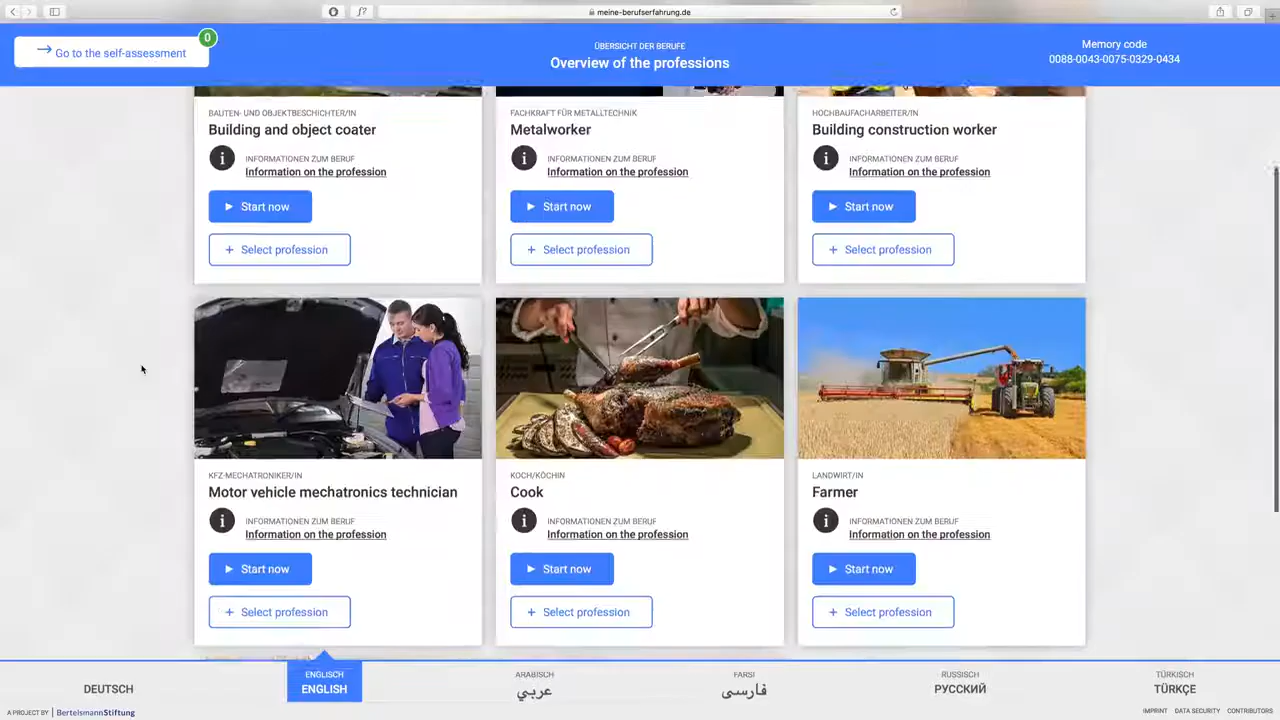 meine-berufserfahrung.de
Go to the self-assessment
0
ÜBERSICHT DER BERUFE
Overview of the professions
Memory code
0088-0043-0075-0329-0434
BAUTEN- UND OBJEKTBESCHICHTER/IN
Building and object coater
INFORMATIONEN ZUM BERUF
Information on the profession
Start now
+ Select profession
FACHKRAFT FÜR METALLTECHNIK
Metalworker
INFORMATIONEN ZUM BERUF
Information on the profession
Start now
+ Select profession
HOCHBAUFACHARBEITER/IN
Building construction worker
INFORMATIONEN ZUM BERUF
Information on the profession
Start now
+ Select profession
KFZ-MECHATRONIKER/IN
Motor vehicle mechatronics technician
INFORMATIONEN ZUM BERUF
Information on the profession
Start now
+ Select profession
KOCH/KÖCHIN
Cook
INFORMATIONEN ZUM BERUF
Information on the profession
Start now
+ Select profession
LANDWIRT/IN
Farmer
INFORMATIONEN ZUM BERUF
Information on the profession
Start now
+ Select profession
DEUTSCH
ENGLISCH
ENGLISH
ARABISCH
عربي
FARSI
فارسی
RUSSISCH
РУССКИЙ
TÜRKISCH
TÜRKÇE
A PROJECT BY | BertelsmannStiftung
IMPRINT DATA SECURITY CONTRIBUTORS